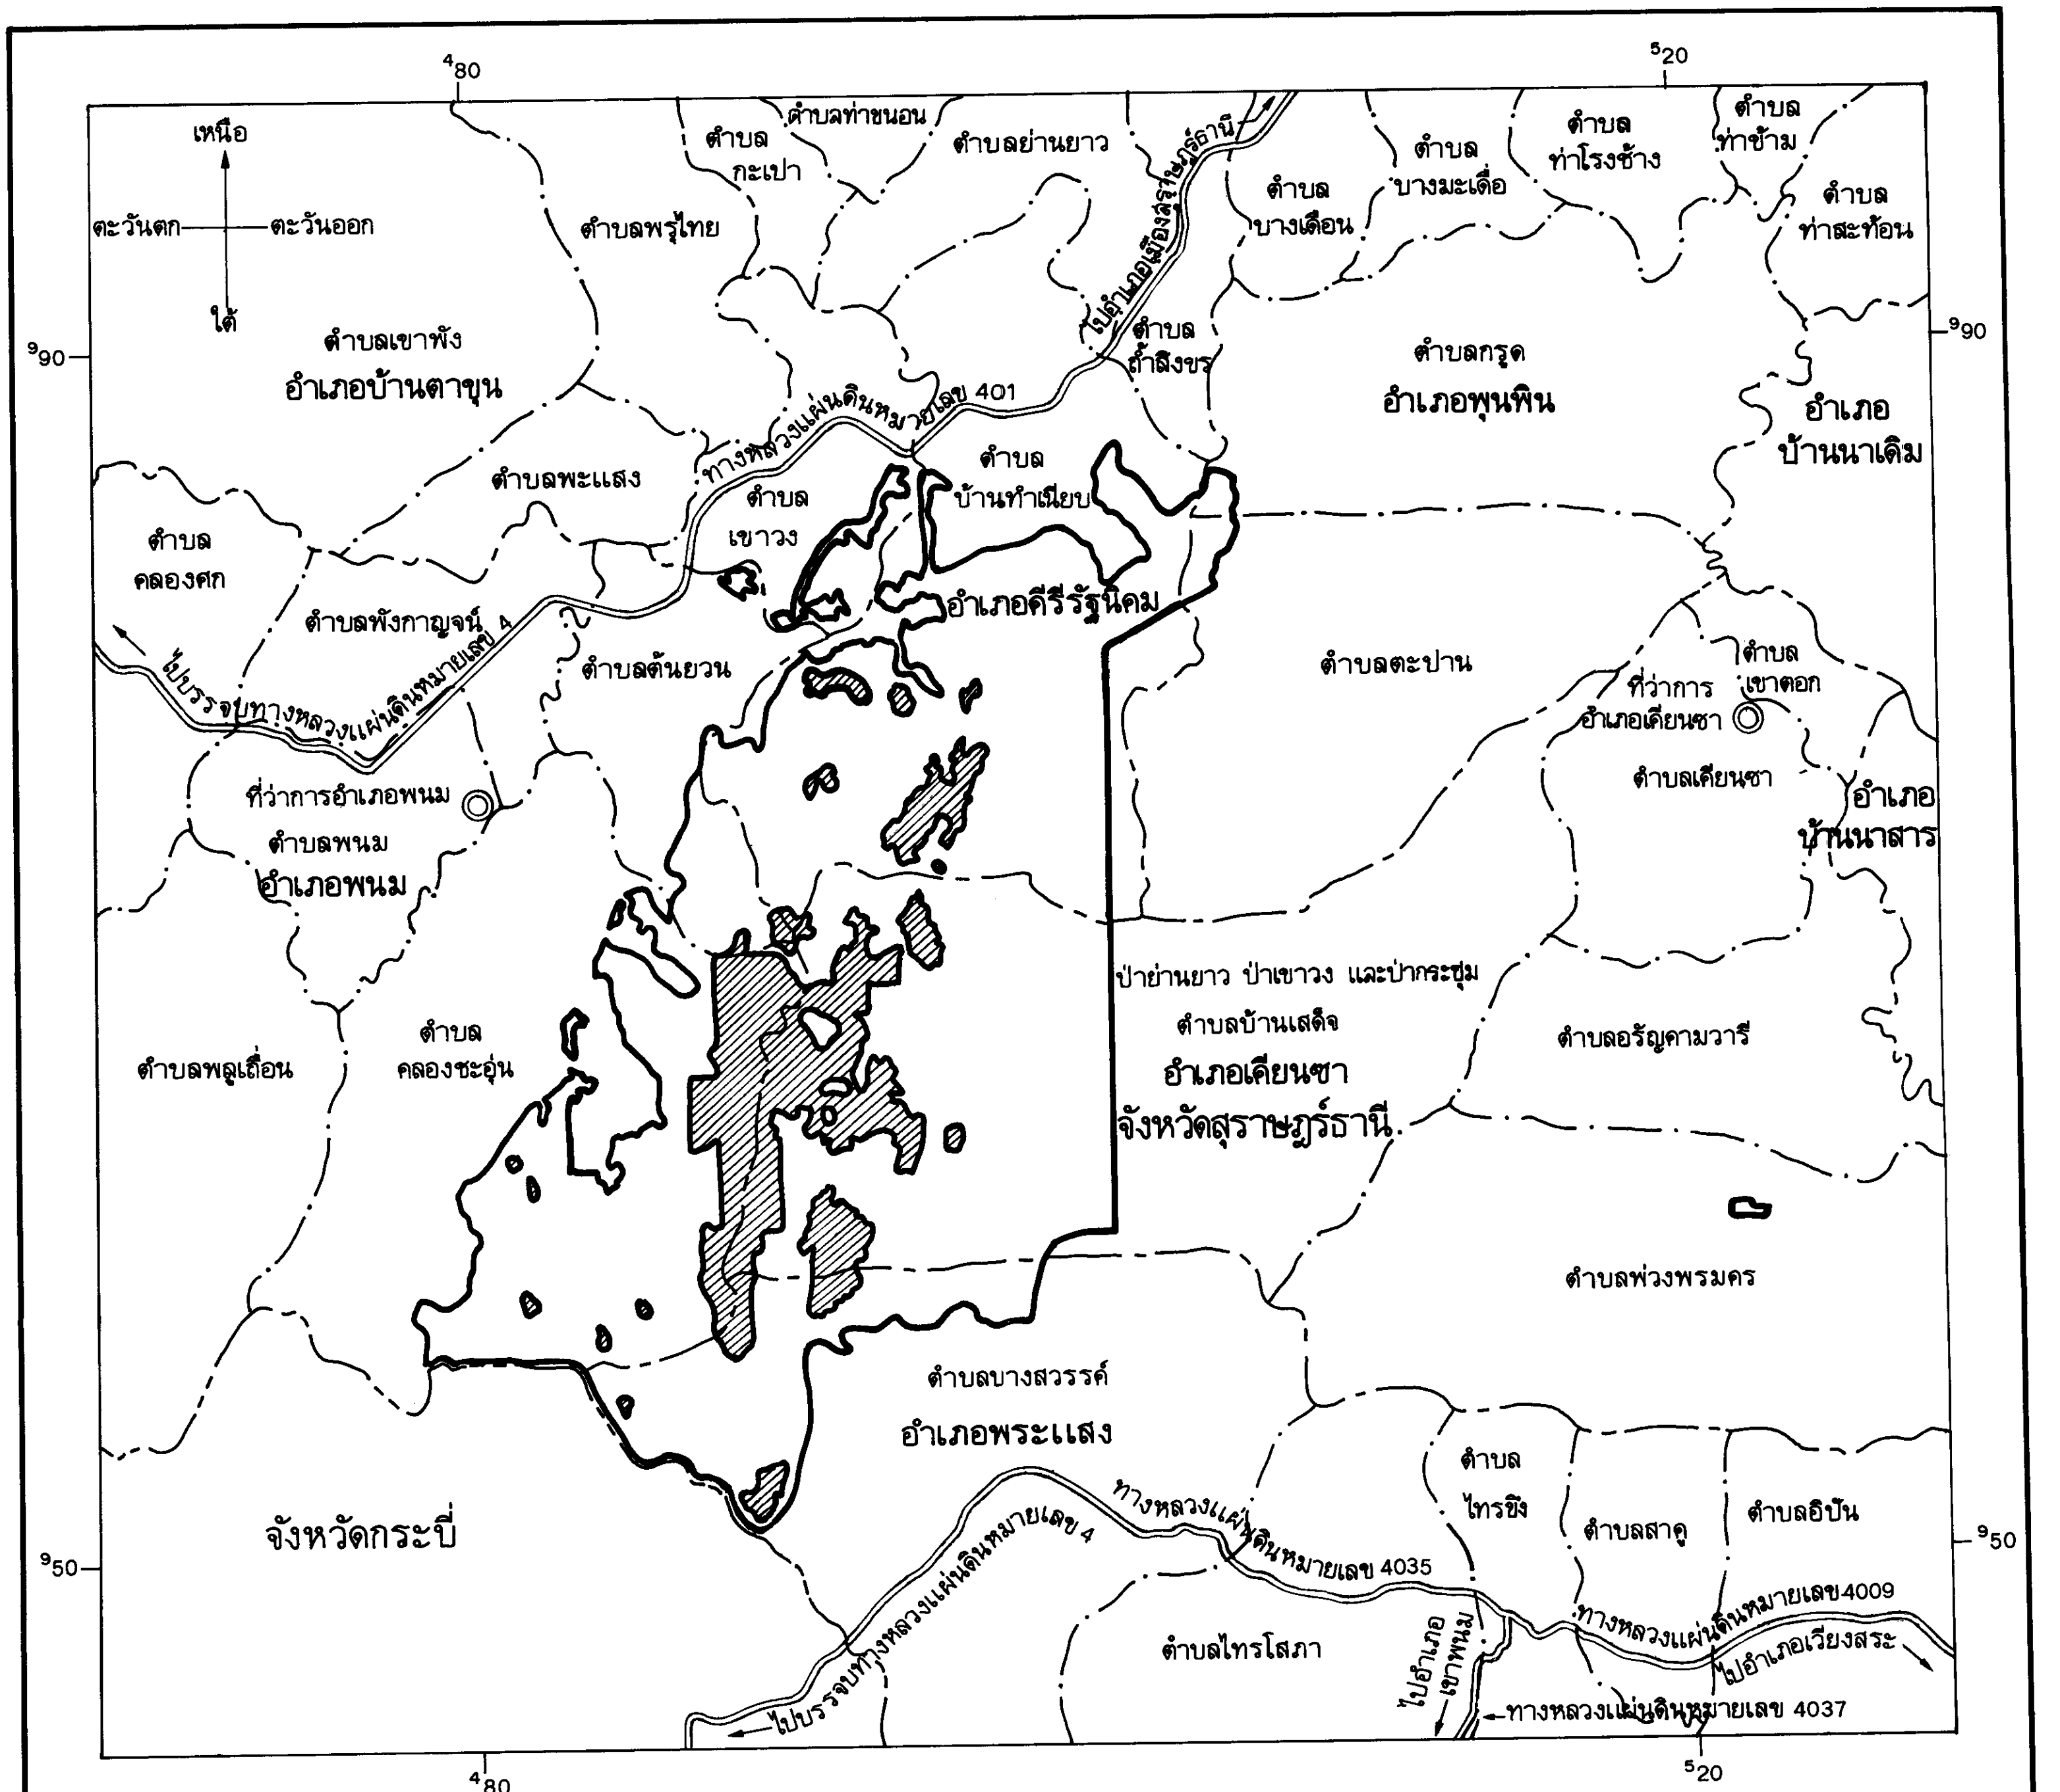 ⁴80
⁵20
เหนือ
ตะวันตก
ตะวันออก
ใต้
ตำบล
กะเปา
ตำบลท่าขนอน
ตำบลย่านยาว
ไปอำเภอเมืองสุราษฎร์ธานี
ตำบล
บางเดือน
ตำบล
บางมะเดื่อ
ตำบล
ท่าโรงช้าง
ตำบล
ท่าข้าม
ตำบล
ท่าสะท้อน
ตำบลพรุไทย
⁹90
⁹90
ตำบลเขาพัง
อำเภอบ้านตาขุน
ตำบล
ถ้ำสิงขร
ตำบลกรูด
อำเภอพุนพิน
อำเภอ
บ้านนาเดิม
ทางหลวงแผ่นดินหมายเลข 401
ตำบลพะแสง
ตำบล
เขาวง
ตำบล
บ้านทำเนียบ
ตำบล
คลองศก
ตำบลพังกาญจน์
อำเภอคีรีรัฐนิคม
ไปบรรจบทางหลวงแผ่นดินหมายเลข 4
ตำบลต้นยวน
ตำบลตะปาน
ตำบล
เขาตอก
ที่ว่าการ
อำเภอเคียนซา
ตำบลเคียนซา
ที่ว่าการอำเภอพนม
ตำบลพนม
อำเภอพนม
อำเภอ
บ้านนาสาร
ป่าย่านยาว ป่าเขาวง และป่ากระซุม
ตำบลบ้านเสด็จ
อำเภอเคียนซา
จังหวัดสุราษฎร์ธานี
ตำบลอรัญคามวารี
ตำบลพลูเถื่อน
ตำบล
คลองชะอุ่น
ตำบลพ่วงพรมคร
ตำบลบางสวรรค์
อำเภอพระแสง
ตำบล
ไทรขึง
ตำบลสาคู
ตำบลอิปัน
จังหวัดกระบี่
⁹50
⁹50
ทางหลวงแผ่นดินหมายเลข 4035
ทางหลวงแผ่นดินหมายเลข 4009
ไปบรรจบทางหลวงแผ่นดินหมายเลข 4
ตำบลไทรโสภา
ไปอำเภอ
เขาพนม
ไปอำเภอเวียงสระ
ทางหลวงแผ่นดินหมายเลข 4037
⁴80
⁵20